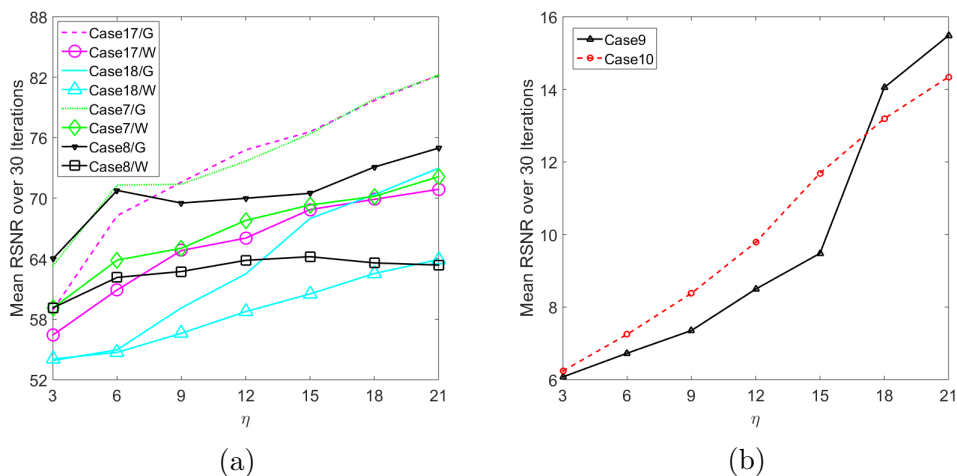 Mean RSNR over 30 Iterations
88
82
76
70
64
58
52
Case17/G
Case17/W
Case18/G
Case18/W
Case7/G
Case7/W
Case8/G
Case8/W
3 6 9 12 15 18 21
η
(a)
Mean RSNR over 30 Iterations
16
14
12
10
8
6
Case9
Case10
3 6 9 12 15 18 21
η
(b)